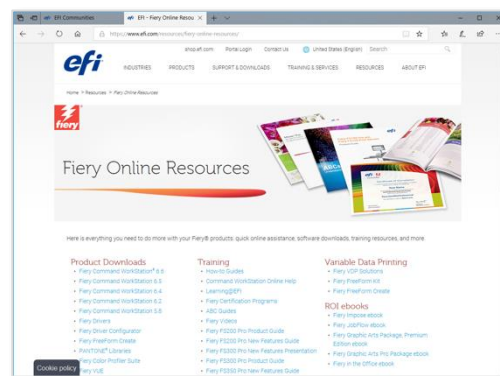 EFI Communities
EFI - Fiery Online Resou
https://www.efi.com/resources/fiery-online-resources/
shop.efi.com Portal Login Contact Us United States (English) Search
efi
INDUSTRIES PRODUCTS SUPPORT & DOWNLOADS TRAINING & SERVICES RESOURCES ABOUT EFI
Home > Resources > Fiery Online Resources
fiery
Fiery Online Resources
Here is everything you need to do more with your Fiery® products: quick online assistance, software downloads, training resources, and more.
Product Downloads
Fiery Command WorkStation® 6.6
Fiery Command WorkStation 6.5
Fiery Command WorkStation 6.4
Fiery Command WorkStation 6.2
Fiery Command WorkStation 5.8
Fiery Drivers
Fiery Driver Configurator
Fiery FreeForm Create
PANTONE® Libraries
Fiery Color Profiler Suite
Fiery VUE
Training
How-to Guides
Command WorkStation Online Help
Learning@EFI
Fiery Certification Programs
ABC Guides
Fiery Videos
Fiery FS200 Pro Product Guide
Fiery FS200 Pro New Features Guide
Fiery FS200 Pro New Features Presentation
Fiery FS300 Pro Product Guide
Fiery FS350 Pro New Features Guide
Variable Data Printing
Fiery VDP Solutions
Fiery FreeForm Kit
Fiery FreeForm Create
ROI ebooks
Fiery Impose ebook
Fiery JobFlow ebook
Fiery Graphic Arts Package, Premium
Edition ebook
Fiery Graphic Arts Pro Package ebook
Fiery in the Office ebook
Cookie policy